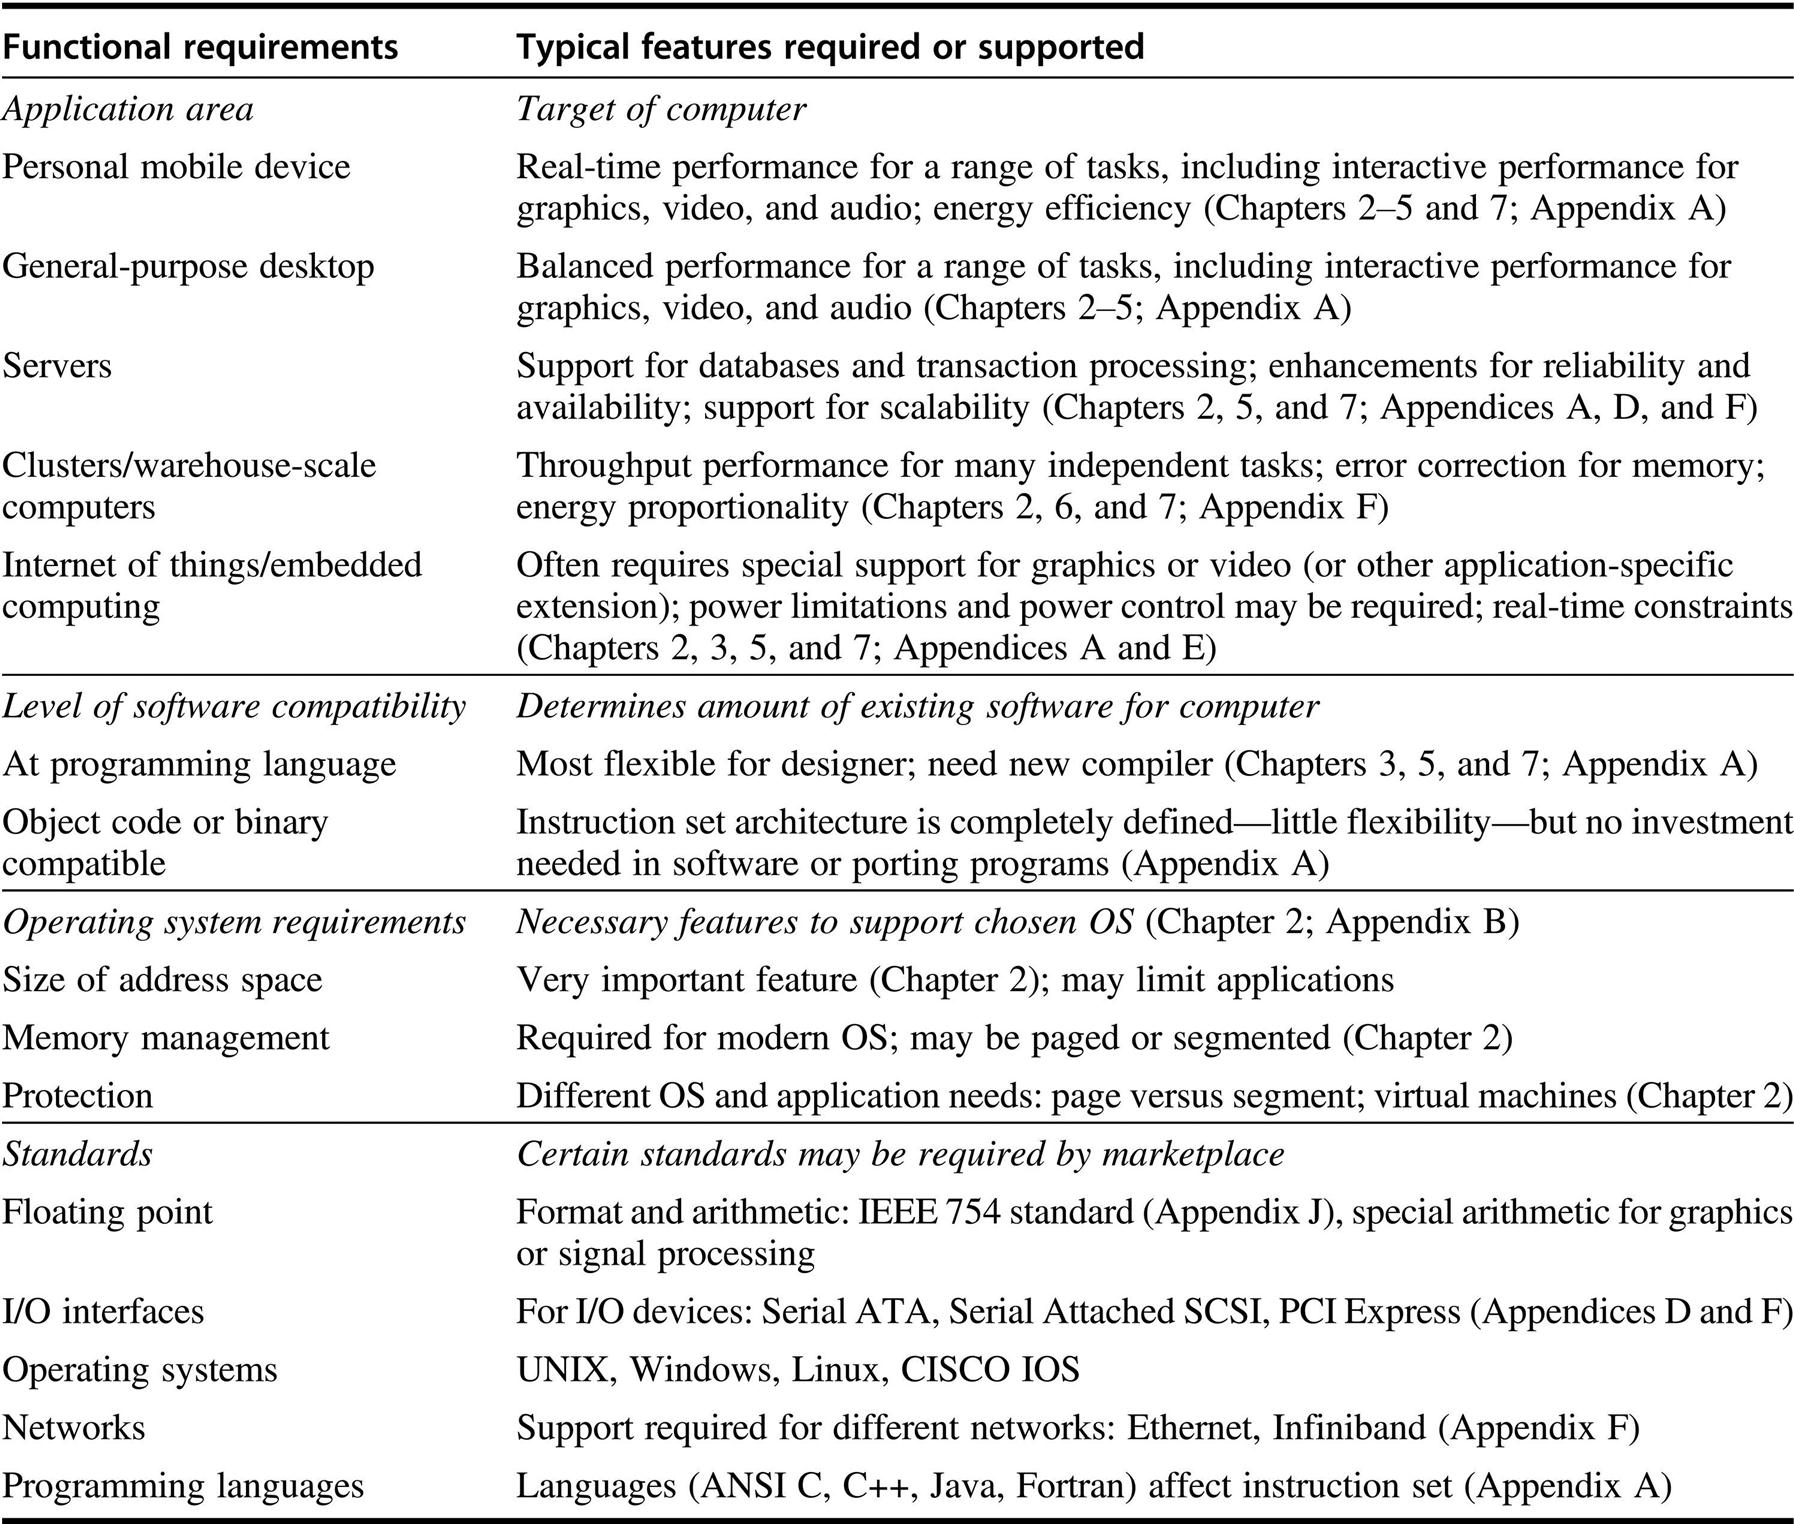 Functional requirements Typical features required or supported
Application area Target of computer
Personal mobile device Real-time performance for a range of tasks, including interactive performance for
graphics, video, and audio; energy efficiency (Chapters 2–5 and 7; Appendix A)
General-purpose desktop Balanced performance for a range of tasks, including interactive performance for
graphics, video, and audio (Chapters 2–5; Appendix A)
Servers Support for databases and transaction processing; enhancements for reliability and
availability; support for scalability (Chapters 2, 5, and 7; Appendices A, D, and F)
Clusters/warehouse-scale Throughput performance for many independent tasks; error correction for memory;
computers energy proportionality (Chapters 2, 6, and 7; Appendix F)
Internet of things/embedded Often requires special support for graphics or video (or other application-specific
computing extension); power limitations and power control may be required; real-time constraints
(Chapters 2, 3, 5, and 7; Appendices A and E)
Level of software compatibility Determines amount of existing software for computer
At programming language Most flexible for designer; need new compiler (Chapters 3, 5, and 7; Appendix A)
Object code or binary Instruction set architecture is completely defined—little flexibility—but no investment
compatible needed in software or porting programs (Appendix A)
Operating system requirements Necessary features to support chosen OS (Chapter 2; Appendix B)
Size of address space Very important feature (Chapter 2); may limit applications
Memory management Required for modern OS; may be paged or segmented (Chapter 2)
Protection Different OS and application needs: page versus segment; virtual machines (Chapter 2)
Standards Certain standards may be required by marketplace
Floating point Format and arithmetic: IEEE 754 standard (Appendix J), special arithmetic for graphics
or signal processing
I/O interfaces For I/O devices: Serial ATA, Serial Attached SCSI, PCI Express (Appendices D and F)
Operating systems UNIX, Windows, Linux, CISCO IOS
Networks Support required for different networks: Ethernet, Infiniband (Appendix F)
Programming languages Languages (ANSI C, C++, Java, Fortran) affect instruction set (Appendix A)